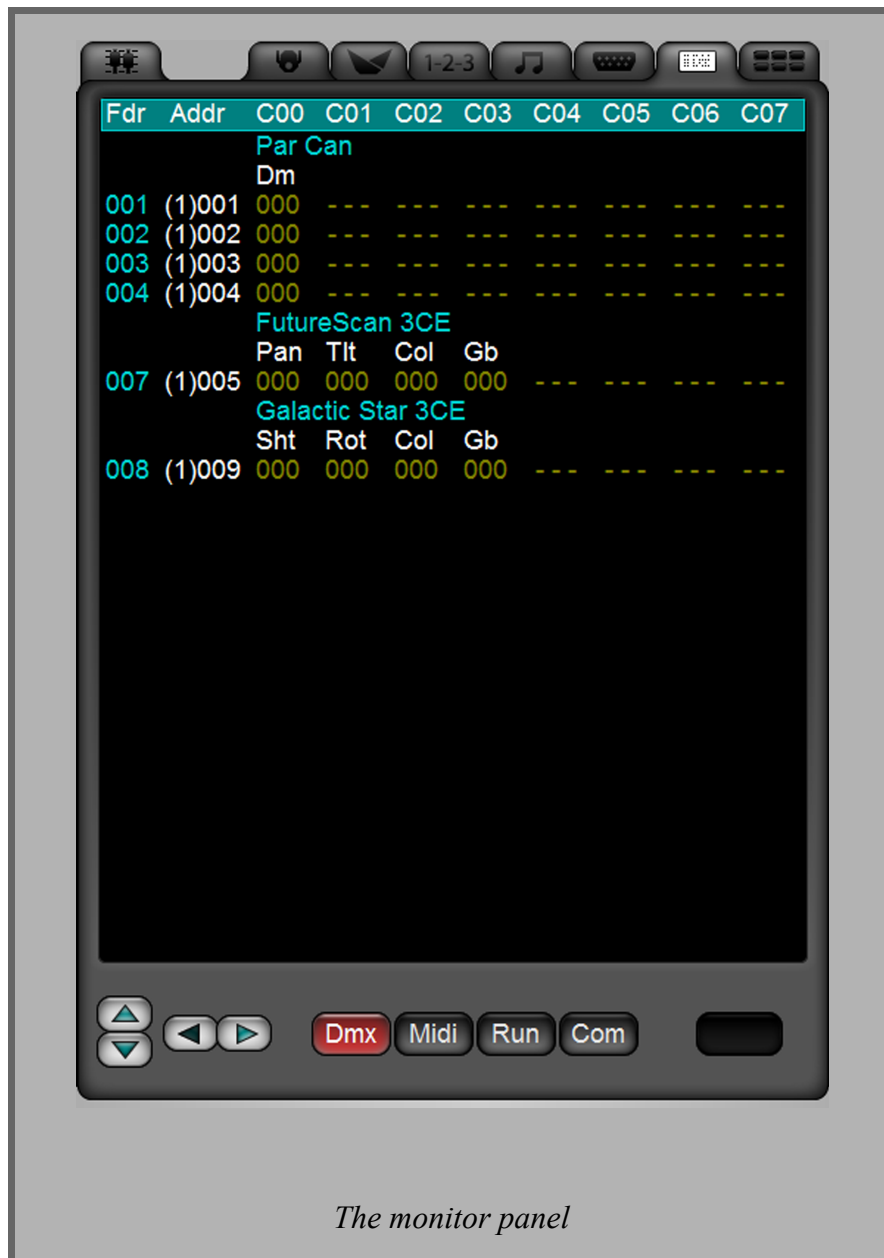 1-2-3
Fdr Addr C00 C01 C02 C03 C04 C05 C06 C07
Par Can
Dm
001 (1)001 000 --- --- --- --- --- --- ---
002 (1)002 000 --- --- --- --- --- --- ---
003 (1)003 000 --- --- --- --- --- --- ---
004 (1)004 000 --- --- --- --- --- --- ---
FutureScan 3CE
Pan Tlt Col Gb
007 (1)005 000 000 000 000 --- --- --- ---
Galactic Star 3CE
Sht Rot Col Gb
008 (1)009 000 000 000 000 --- --- --- ---
Dmx Midi Run Com
The monitor panel